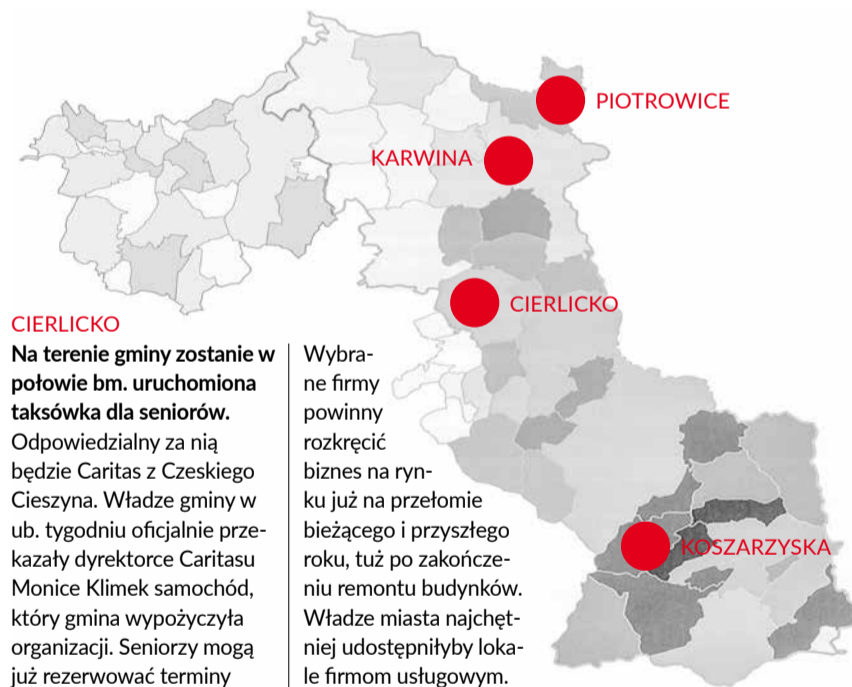 PIOTROWICE
KARWINA
CIERLICKO
KOSZARZYSKA
CIERLICKO
Na terenie gminy zostanie w
połowie bm. uruchomiona
taksówka dla seniorów.
Odpowiedzialny za nią
będzie Caritas z Czeskiego
Cieszyna. Władze gminy w
ub. tygodniu oficjalnie prze-
kazały dyrektorce Caritasu
Monice Klimek samochód,
który gmina wypożyczyła
organizacji. Seniorzy mogą
już rezerwować terminy
Wybra-
ne firmy
powinny
rozkręcić
biznes na ryn-
ku już na przełomie
bieżącego i przyszłego
roku, tuż po zakończe-
niu remontu budynków.
Władze miasta najchęt-
niej udostępniłyby loka-
le firmom usługowym.